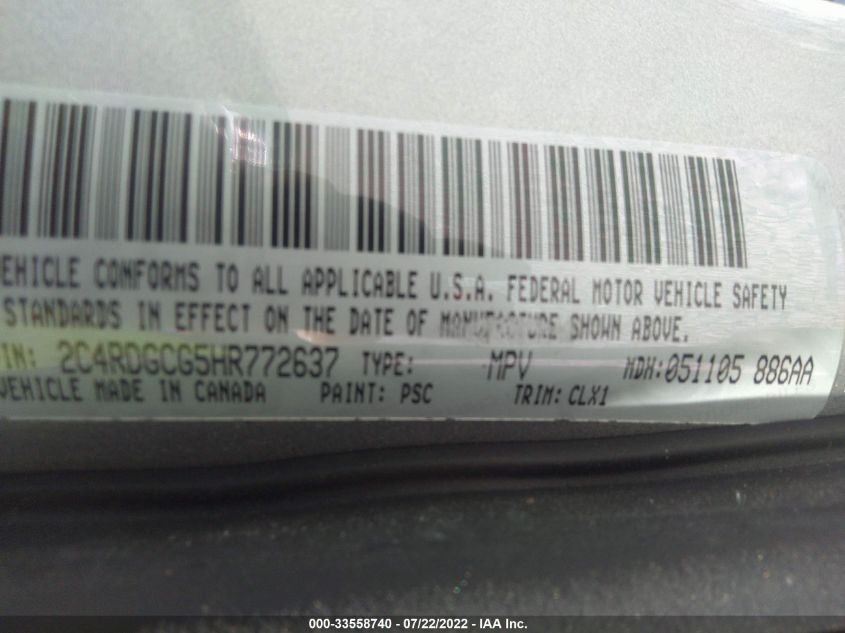 VEHICLE CONFORMS TO ALL APPLICABLE U.S.A. FEDERAL MOTOR VEHICLE SAFETY
STANDARDS IN EFFECT ON THE DATE OF MANUFACTURE SHOWN ABOVE.
IN: 2C4RDGCG5HR772637 TYPE: MPV MDH:051105 886AA
VEHICLE MADE IN CANADA PAINT: PSC TRIM: CLX1
000-33558740 - 07/22/2022 - IAA Inc.